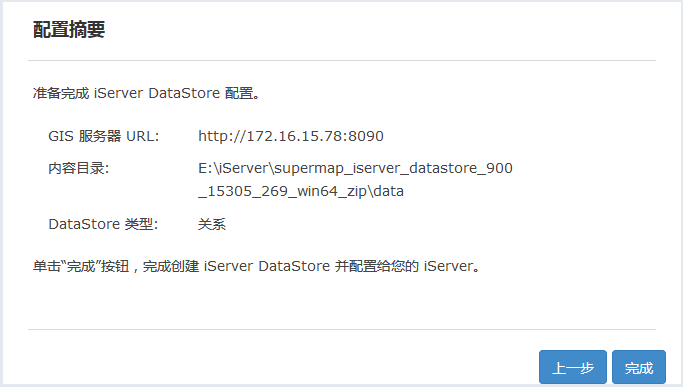 配置摘要
准备完成 iServer DataStore 配置。
GIS 服务器 URL: http://172.16.15.78:8090
内容目录: E:\iServer\supermap_iserver_datastore_900
_15305_269_win64_zip\data
DataStore 类型: 关系
单击“完成”按钮，完成创建 iServer DataStore 并配置给您的 iServer。
上一步 完成